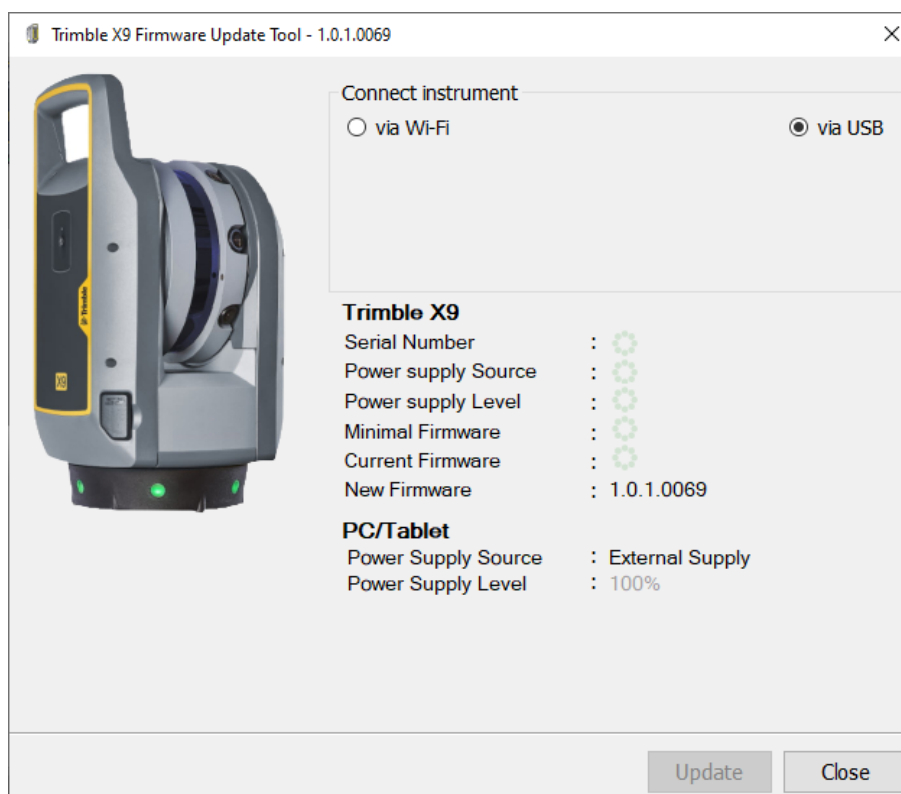 Trimble X9 Firmware Update Tool - 1.0.1.0069
Connect instrument
via Wi-Fi
via USB
Trimble
X9
Trimble X9
Serial Number :
Power supply Source :
Power supply Level :
Minimal Firmware :
Current Firmware :
New Firmware : 1.0.1.0069
PC/Tablet
Power Supply Source : External Supply
Power Supply Level : 100%
Update
Close